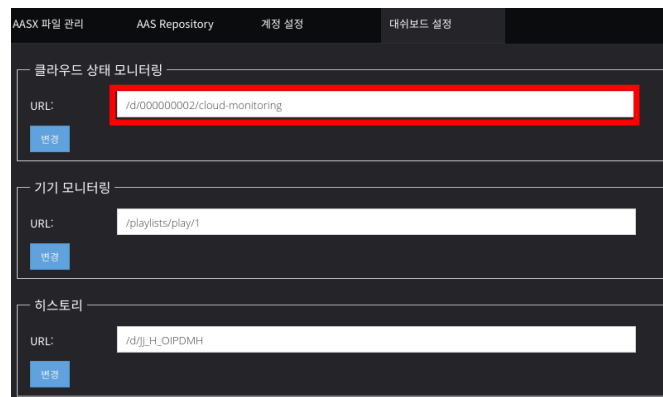 AASX 파일 관리 AAS Repository 계정 설정 대쉬보드 설정
클라우드 상태 모니터링
URL: /d/000000002/cloud-monitoring
변경
기기 모니터링
URL: /playlists/play/1
변경
히스토리
URL: /d/Jj_H_OIPDMH
변경